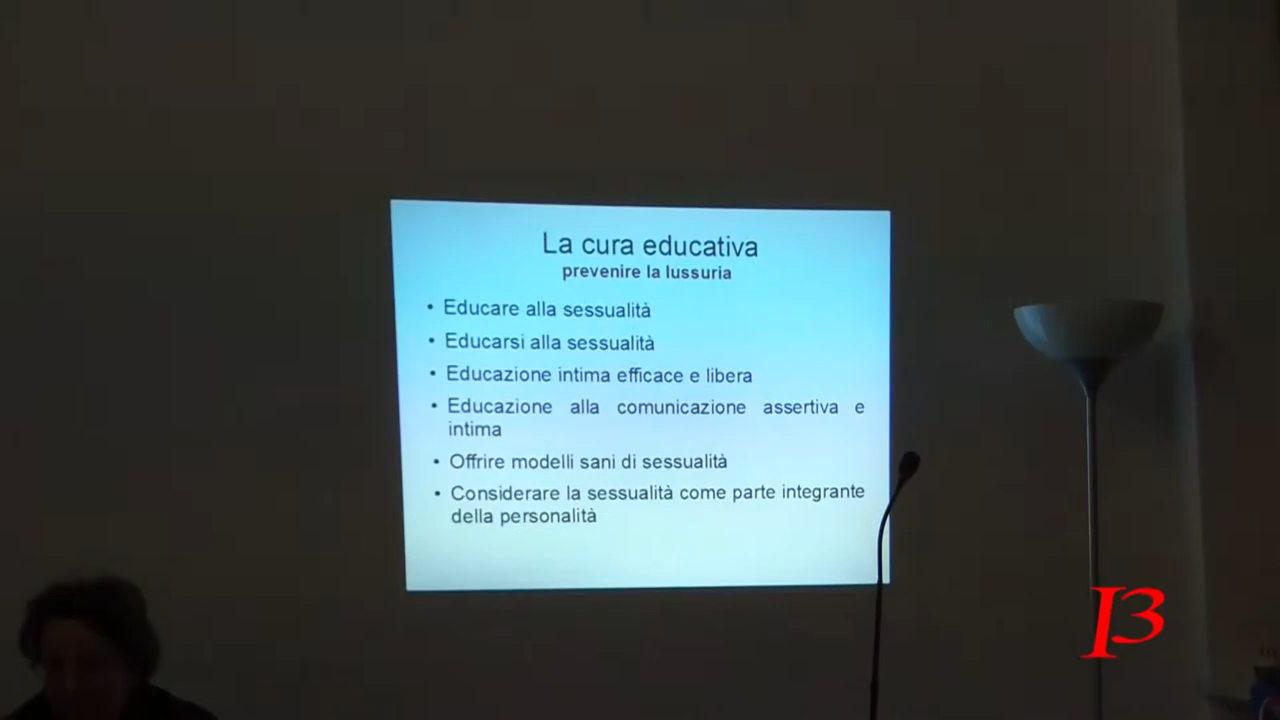 La cura educativa
prevenire la lussuria
• Educare alla sessualità
• Educarsi alla sessualità
• Educazione intima efficace e libera
• Educazione alla comunicazione assertiva e
intima
• Offrire modelli sani di sessualità
• Considerare la sessualità come parte integrante
della personalità